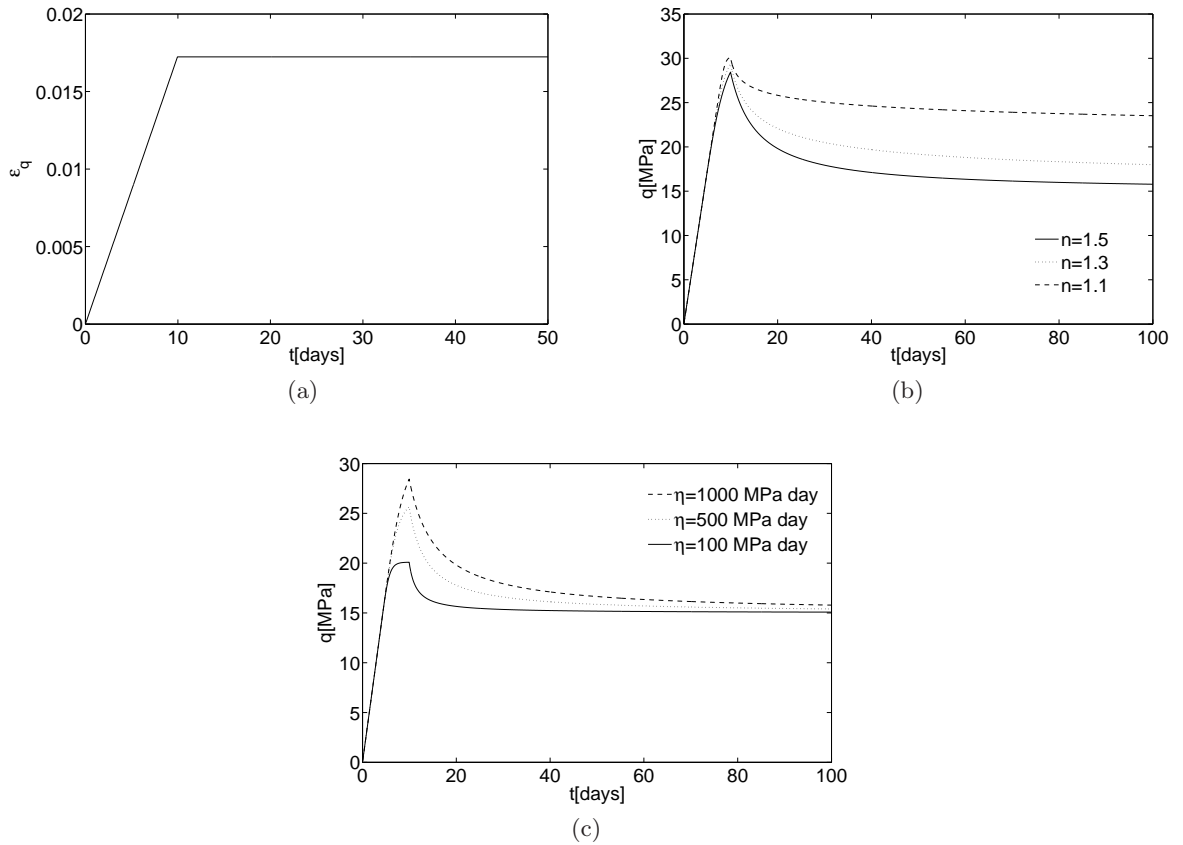 0.02
0.015
0.01
0.005
0
ε_q
0 10 20 30 40 50
t[days]
(a)
35
30
25
20
15
10
5
0
q[MPa]
n=1.5
n=1.3
n=1.1
0 20 40 60 80 100
t[days]
(b)
30
25
20
15
10
5
0
q[MPa]
η=1000 MPa day
η=500 MPa day
η=100 MPa day
0 20 40 60 80 100
t[days]
(c)